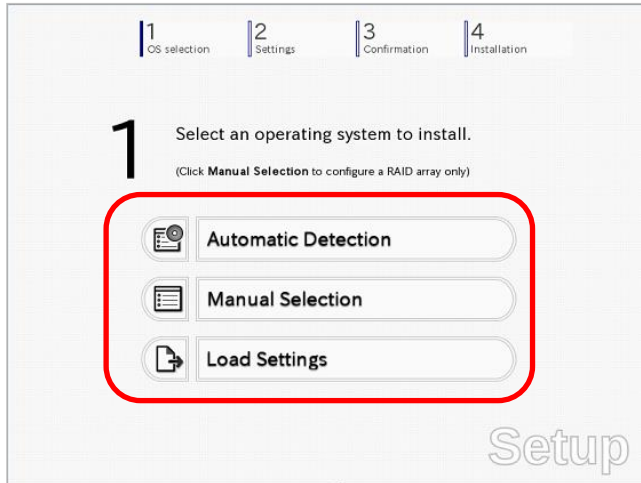 1 2 3 4
OS selection Settings Confirmation Installation
1 Select an operating system to install.
(Click Manual Selection to configure a RAID array only)
Automatic Detection
Manual Selection
Load Settings
Setup